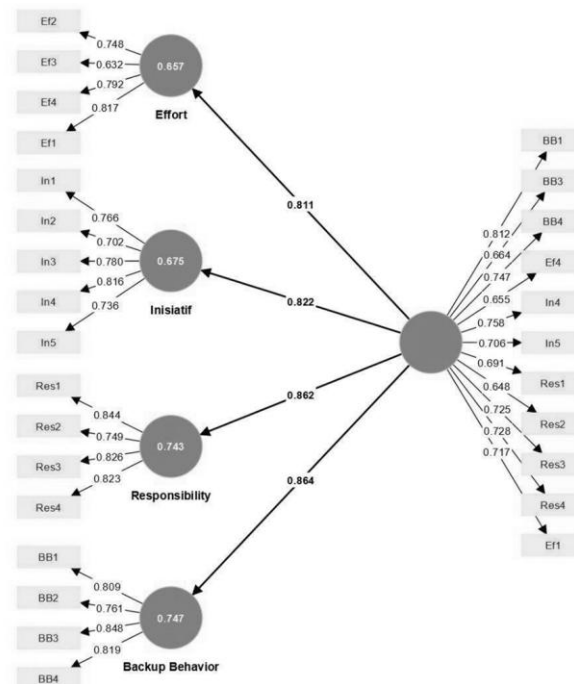 Ef2
0.748
Ef3
0.632
0.657
0.792
Ef4
0.817
Effort
Ef1
In1
0.766
In2
0.702
In3
0.780
0.675
0.816
In4
0.736
Inisiatif
In5
Res1
0.844
Res2
0.749
0.743
0.826
Res3
0.823
Responsibility
Res4
BB1
0.809
BB2
0.761
0.747
0.848
BB3
0.819
Backup Behavior
BB4
0.811
0.822
0.862
0.864
BB1
BB3
0.812
BB4
0.664
0.747
Ef4
0.655
In4
0.758
0.706
In5
0.691
Res1
0.648
Res2
0.725
0.728
Res3
0.717
Res4
Ef1